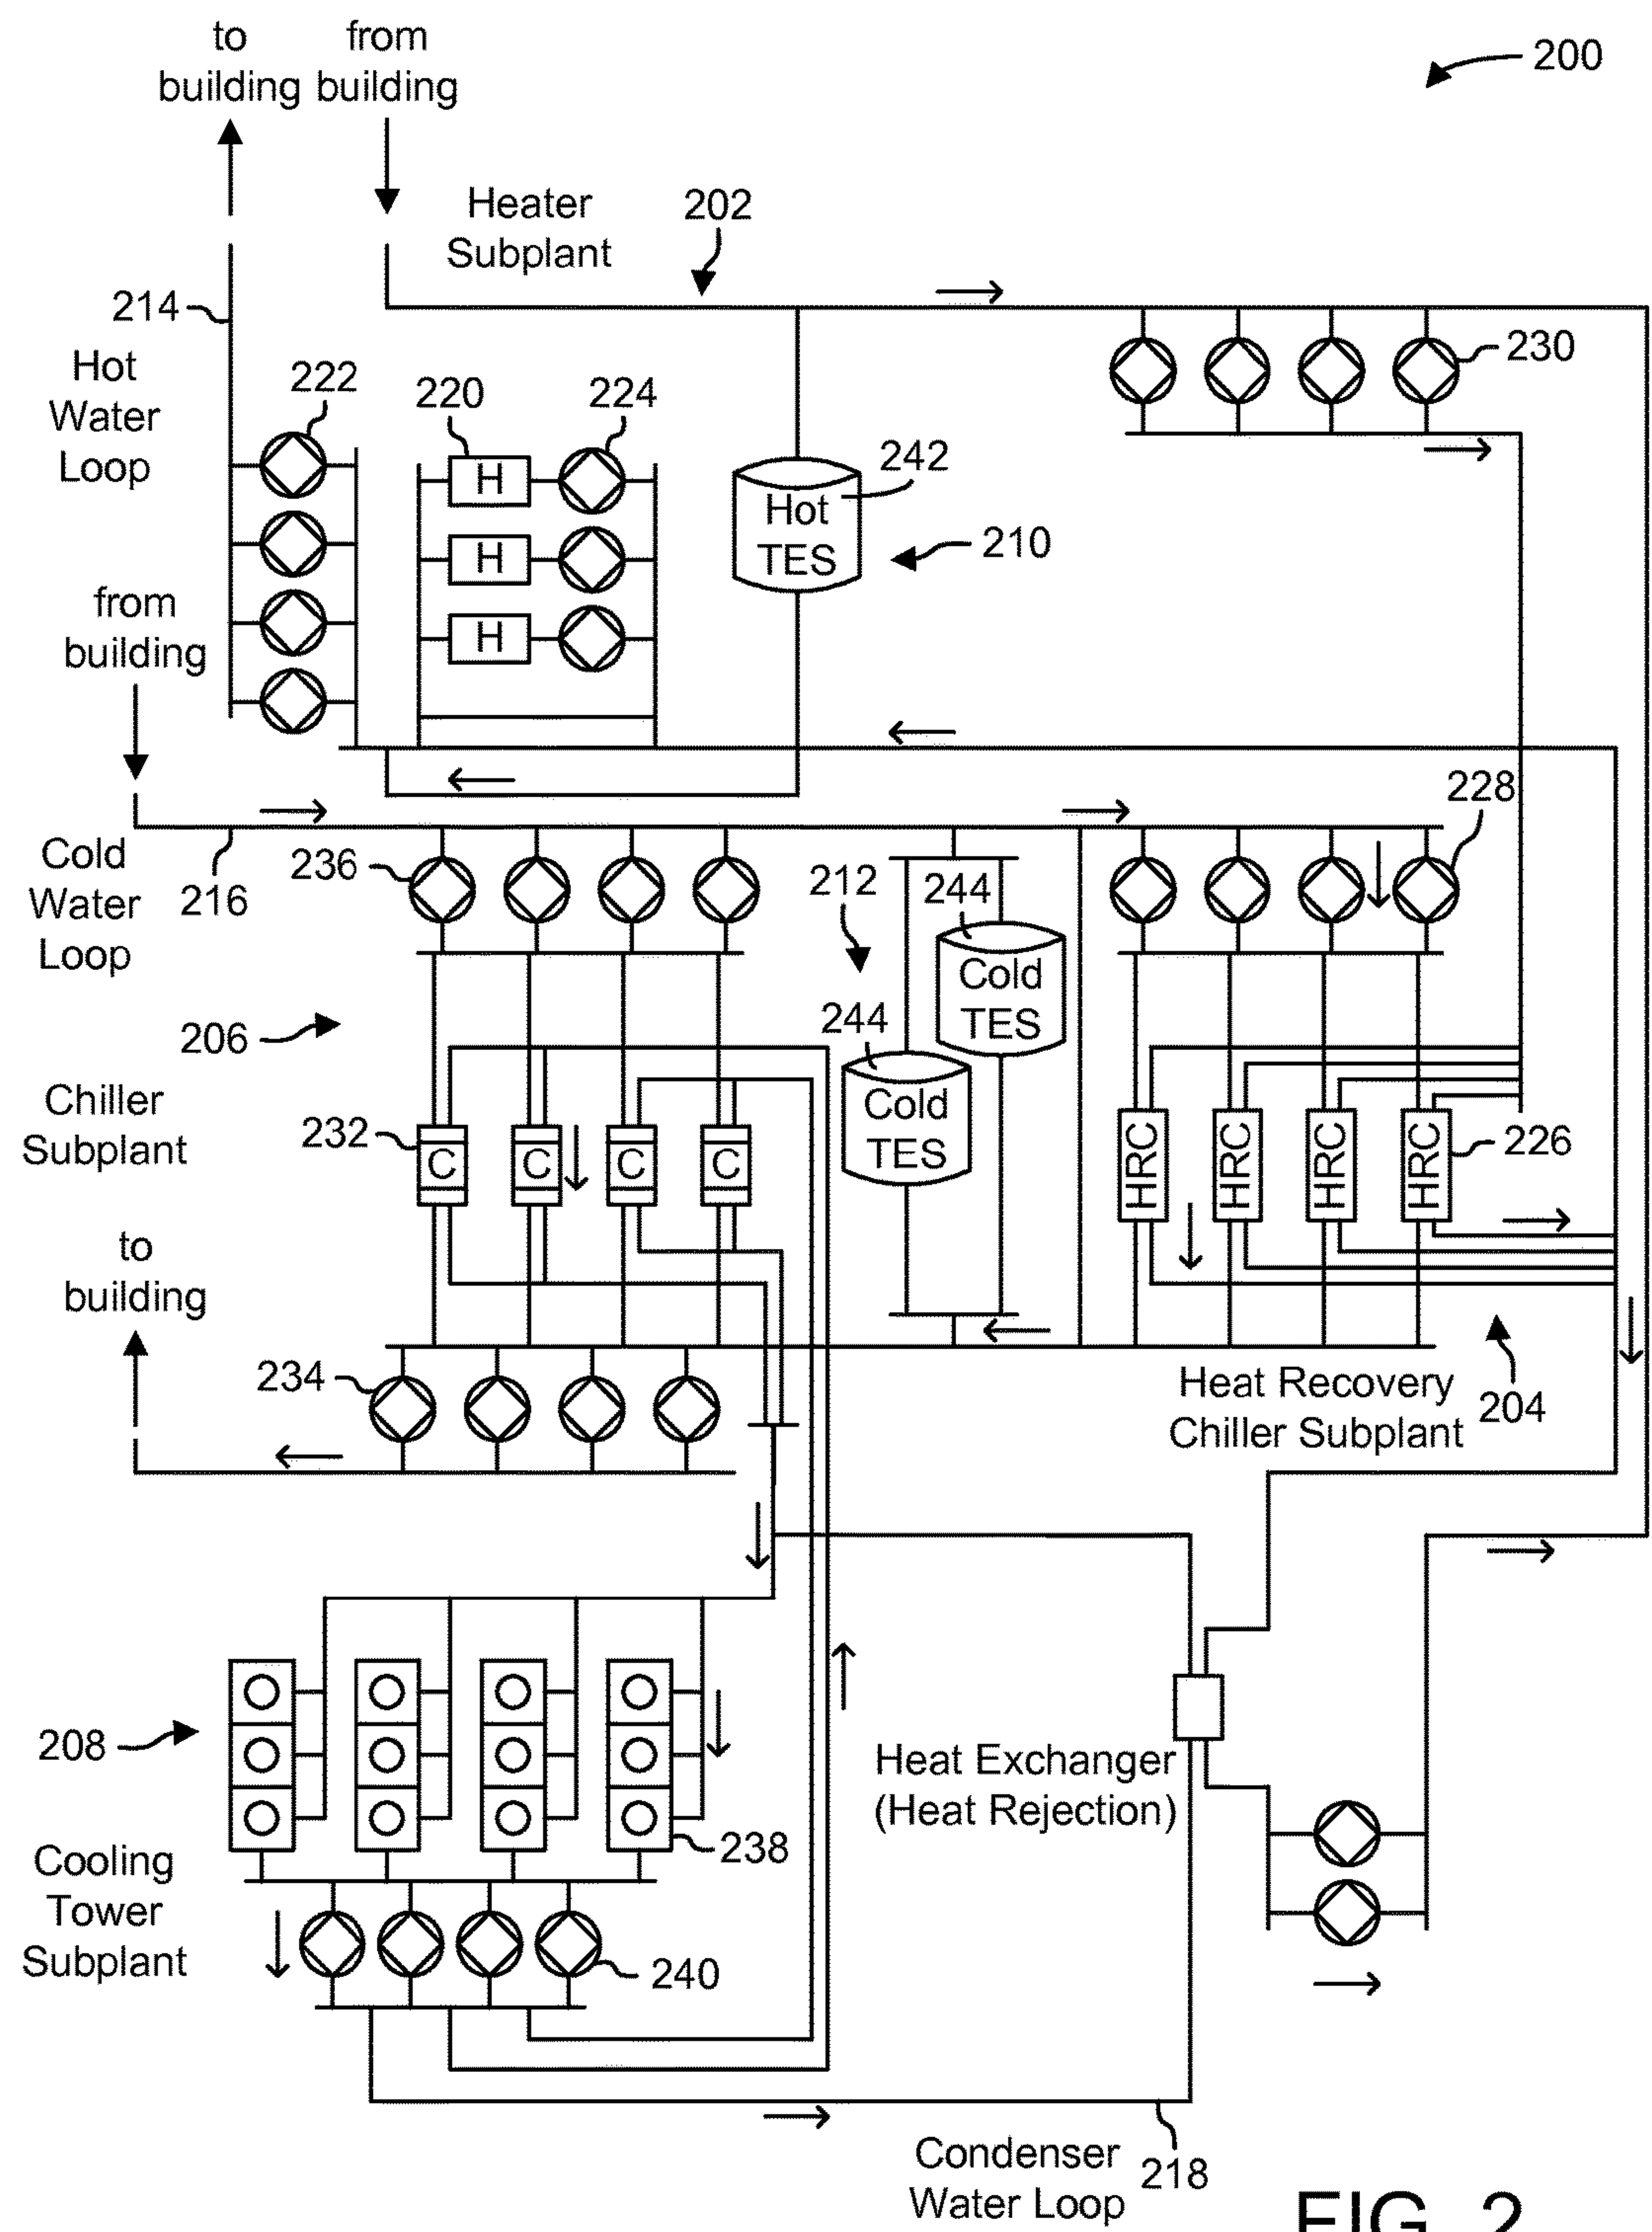 to
building
from
building
200
Heater
Subplant
202
214
Hot
Water
Loop
222
220
224
230
H
H
H
Hot
TES
242
210
from
building
228
Cold
Water
Loop
216
236
212
244
Cold
TES
244
Cold
TES
206
Chiller
Subplant
232
C
C
C
C
HRC
HRC
HRC
HRC
226
to
building
234
Heat Recovery
Chiller Subplant
204
208
238
Heat Exchanger
(Heat Rejection)
Cooling
Tower
Subplant
240
Condenser
Water Loop
218
FIG. 2